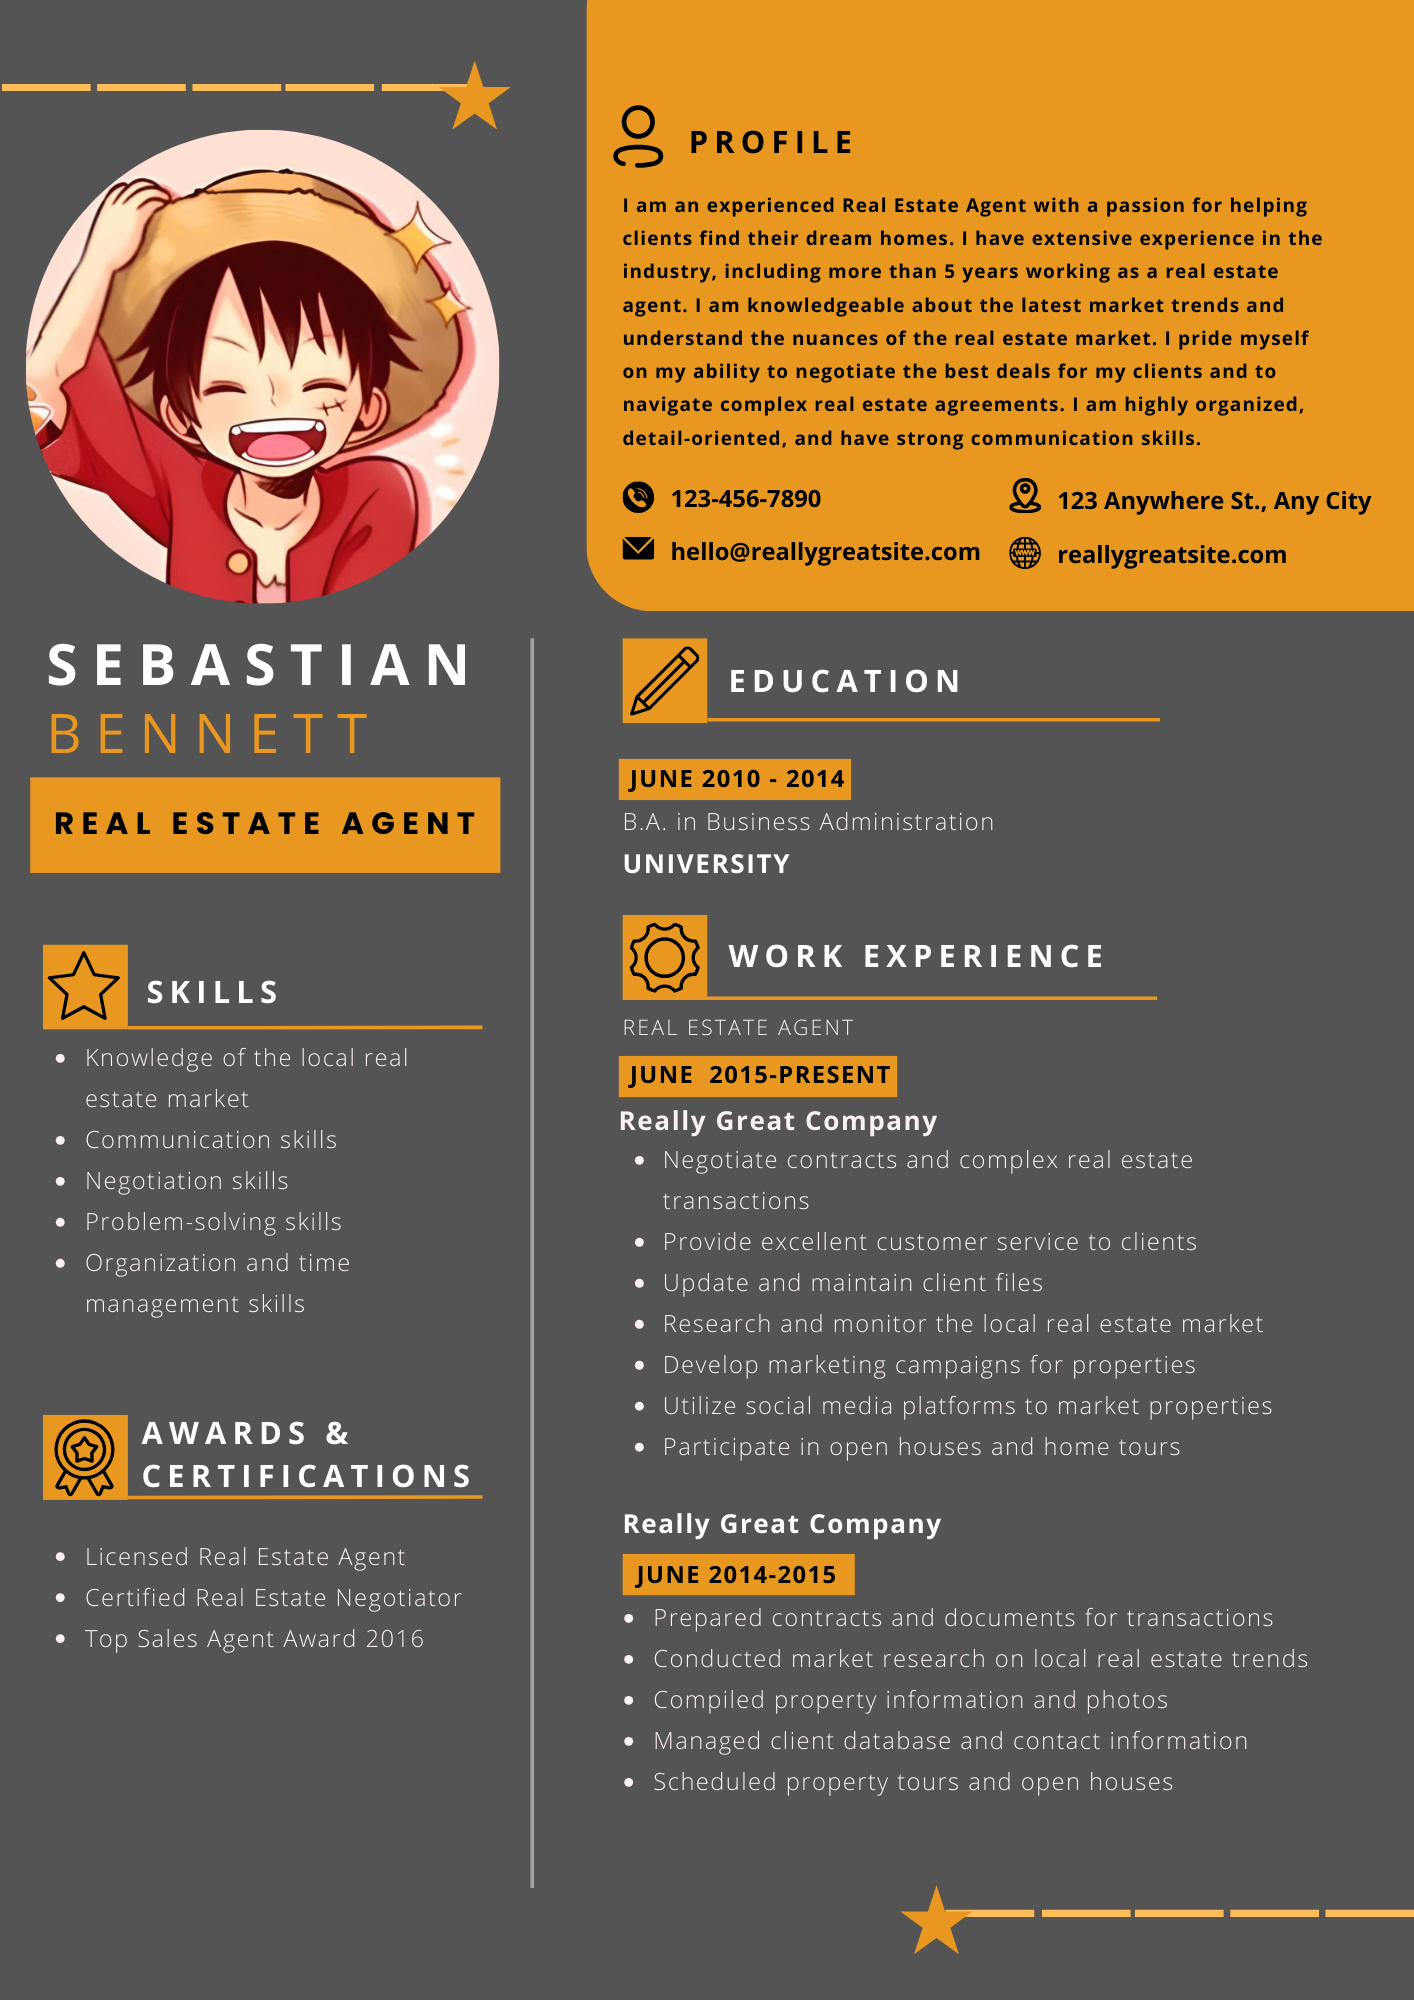 PROFILE
I am an experienced Real Estate Agent with a passion for helping
clients find their dream homes. I have extensive experience in the
industry, including more than 5 years working as a real estate
agent. I am knowledgeable about the latest market trends and
understand the nuances of the real estate market. I pride myself
on my ability to negotiate the best deals for my clients and to
navigate complex real estate agreements. I am highly organized,
detail-oriented, and have strong communication skills.
123-456-7890
123 Anywhere St., Any City
hello@reallygreatsite.com
WWW
reallygreatsite.com
SEBASTIAN
BENNETT
REAL ESTATE AGENT
SKILLS
• Knowledge of the local real
estate market
• Communication skills
• Negotiation skills
• Problem-solving skills
• Organization and time
management skills
AWARDS &
CERTIFICATIONS
• Licensed Real Estate Agent
• Certified Real Estate Negotiator
• Top Sales Agent Award 2016
EDUCATION
JUNE 2010 - 2014
B.A. in Business Administration
UNIVERSITY
WORK EXPERIENCE
REAL ESTATE AGENT
JUNE 2015-PRESENT
Really Great Company
• Negotiate contracts and complex real estate
transactions
• Provide excellent customer service to clients
• Update and maintain client files
• Research and monitor the local real estate market
• Develop marketing campaigns for properties
• Utilize social media platforms to market properties
• Participate in open houses and home tours
Really Great Company
JUNE 2014-2015
• Prepared contracts and documents for transactions
• Conducted market research on local real estate trends
• Compiled property information and photos
• Managed client database and contact information
• Scheduled property tours and open houses